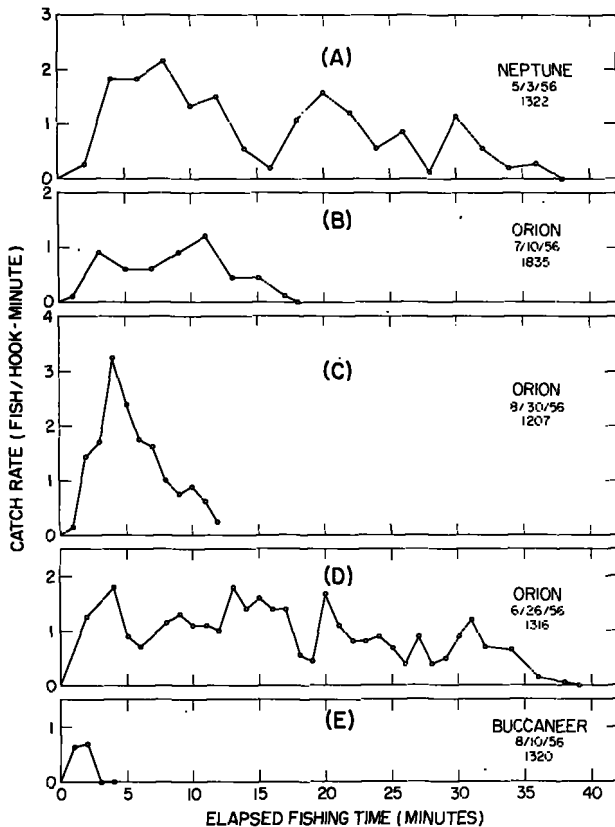 CATCH RATE (FISH/HOOK-MINUTE)
3
2
1
0
(A)
NEPTUNE
5/3/56
1322
2
1
0
(B)
ORION
7/10/56
1835
4
3
2
1
0
(C)
ORION
8/30/56
1207
2
1
0
(D)
ORION
6/26/56
1316
1
0
(E)
BUCCANEER
8/10/56
1320
0 5 10 15 20 25 30 35 40
ELAPSED FISHING TIME (MINUTES)